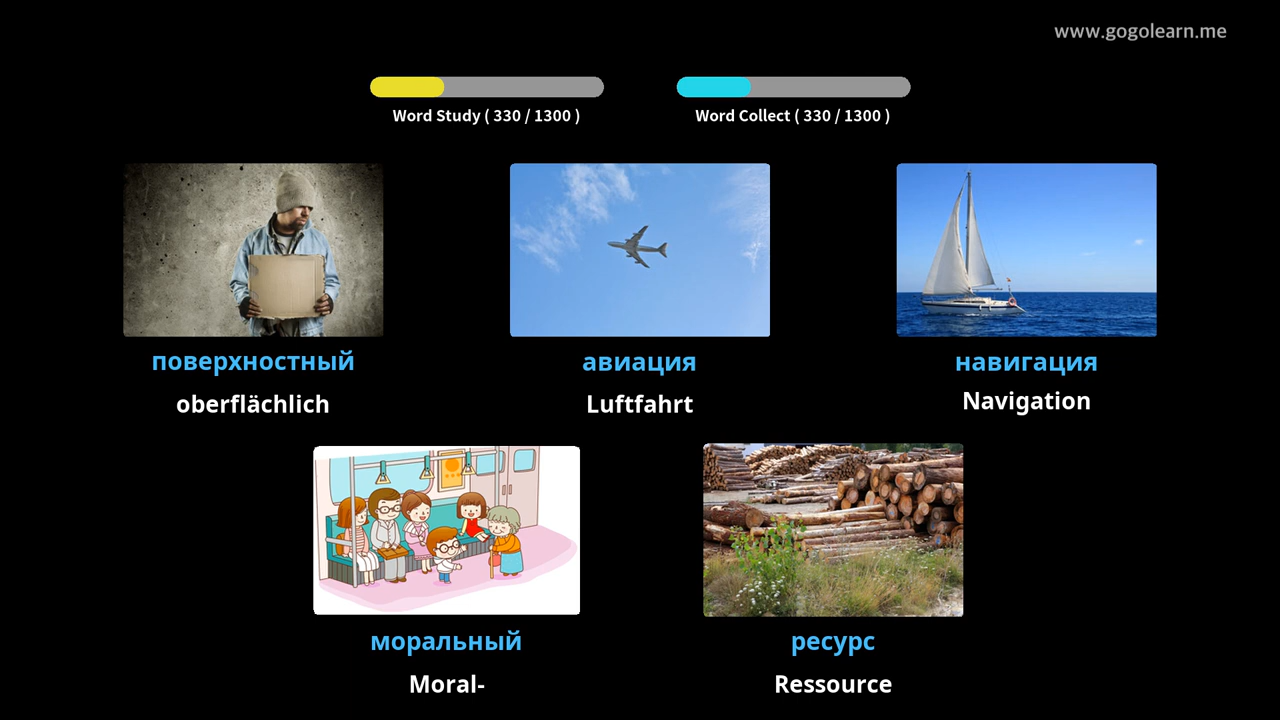 www.gogolearn.me
Word Study ( 330 / 1300 )
Word Collect ( 330 / 1300 )
поверхностный
авиация
навигация
oberflächlich
Luftfahrt
Navigation
моральный
ресурс
Moral-
Ressource